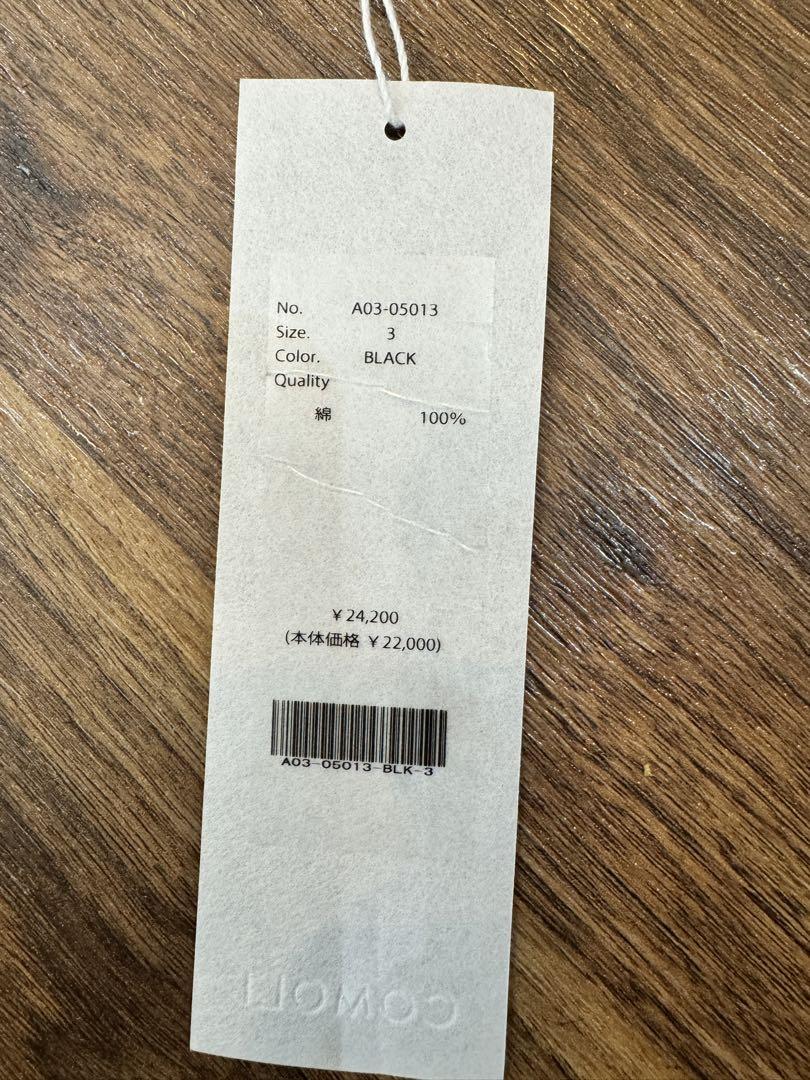 No. A03-05013
Size. 3
Color. BLACK
Quality
綿 100%
¥24,200
(本体価格 ¥22,000)
A03-05013-BLK-3
COMOLI